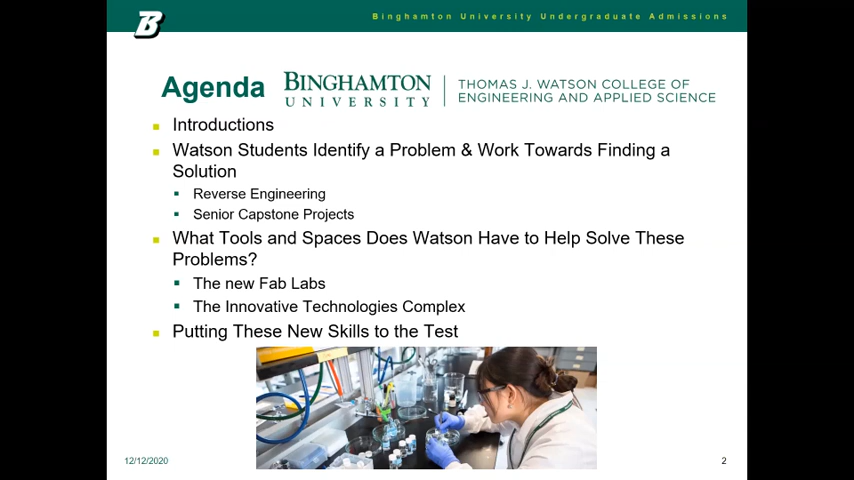 Binghamton University Undergraduate Admissions
B
Agenda
BINGHAMTON
UNIVERSITY
THOMAS J. WATSON COLLEGE OF
ENGINEERING AND APPLIED SCIENCE
Introductions
Watson Students Identify a Problem & Work Towards Finding a
Solution
Reverse Engineering
Senior Capstone Projects
What Tools and Spaces Does Watson Have to Help Solve These
Problems?
The new Fab Labs
The Innovative Technologies Complex
Putting These New Skills to the Test
12/12/2020
2